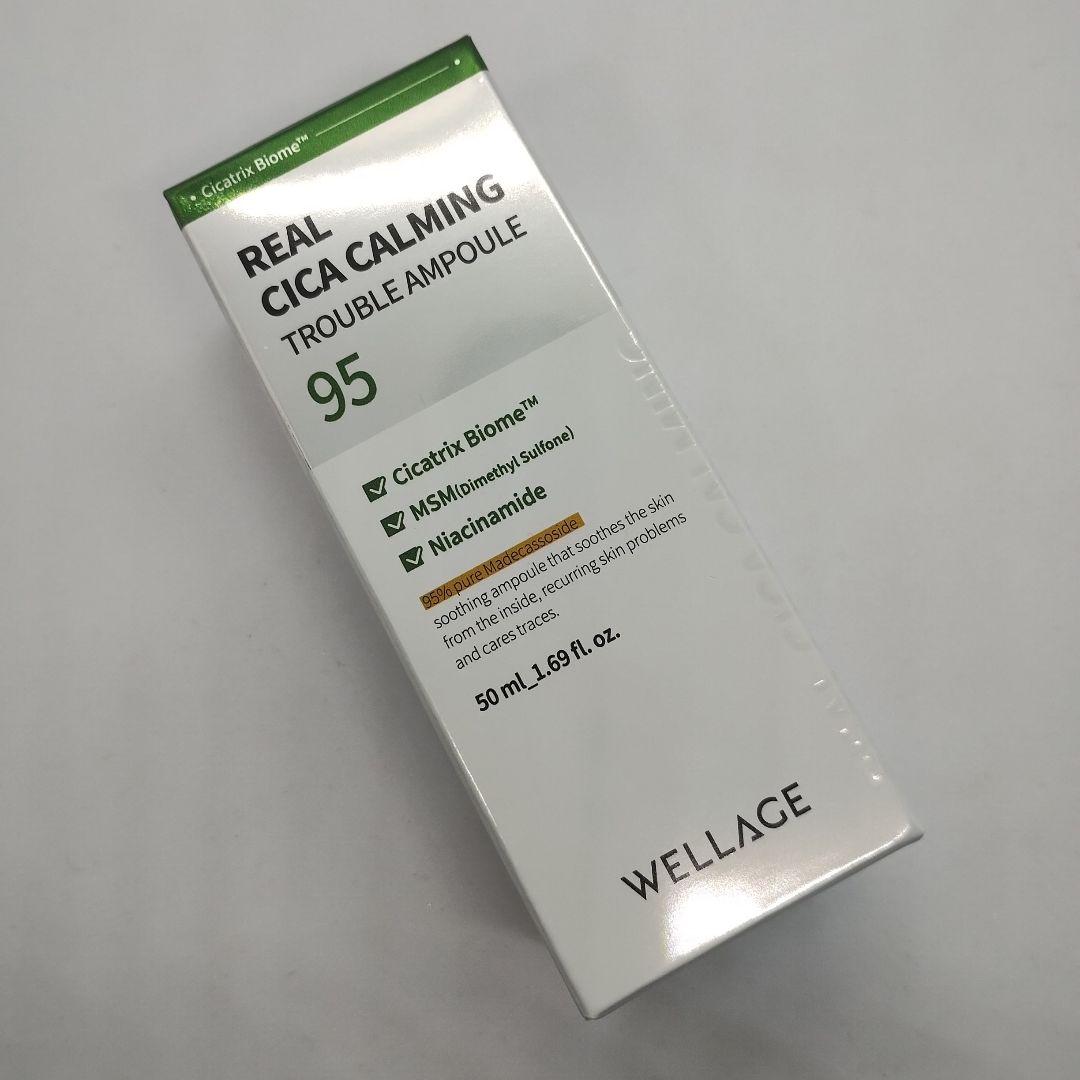 • Cicatrix Biome™ •
REAL
CICA CALMING
TROUBLE AMPOULE
95
Cicatrix Biome™
MSM(Dimethyl Sulfone)
Niacinamide
95% pure Madecassoside
soothing ampoule that soothes the skin
from the inside, recurring skin problems
and cares traces.
50 ml_1.69 fl. oz.
WELLAGE